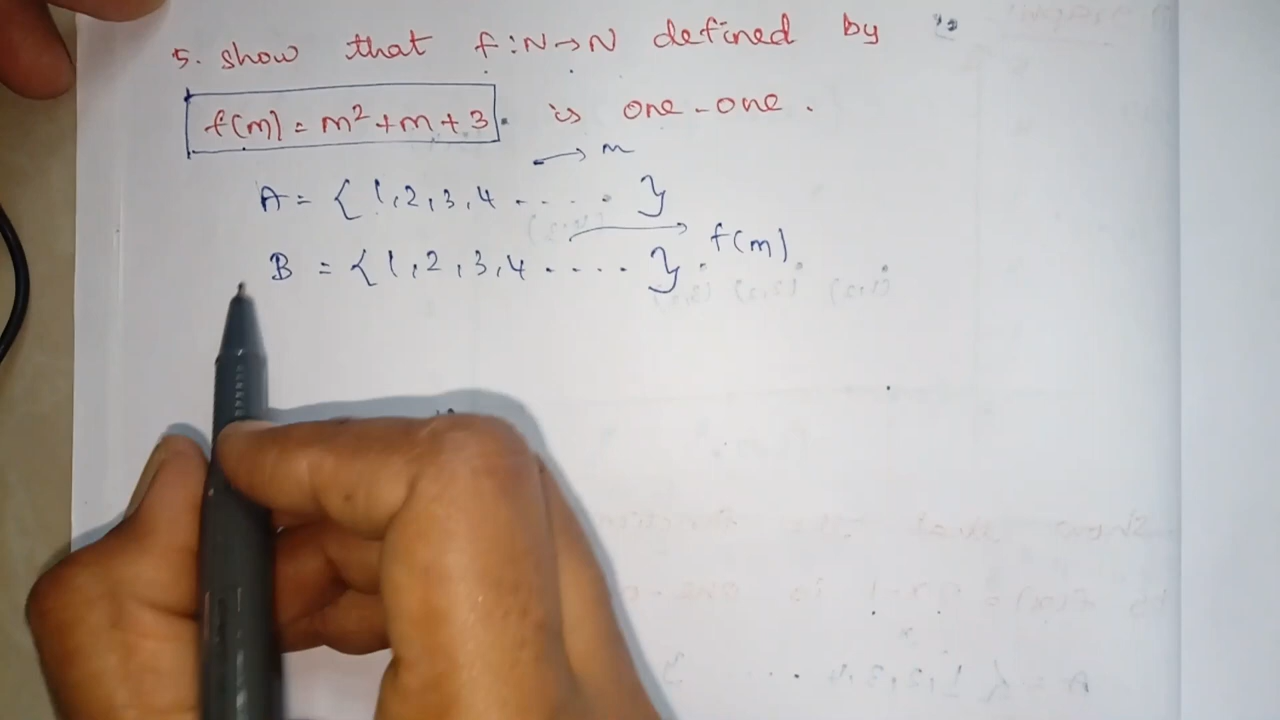 5. show that f:N→N defined by
f(m) = m² + m + 3 is one-one.
→ m
A = { 1, 2, 3, 4 ..... }
→ f(m)
B = { 1, 2, 3, 4 ..... }